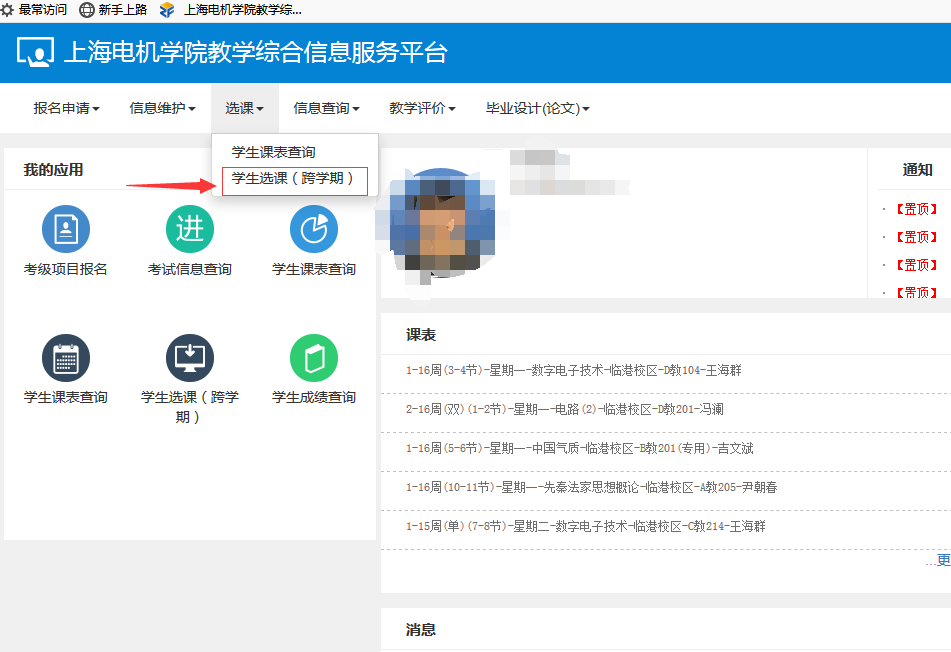 最常访问 新手上路 上海电机学院教学综...
上海电机学院教学综合信息服务平台
报名申请 信息维护 选课 信息查询 教学评价 毕业设计(论文)
学生课表查询
学生选课（跨学期）
我的应用
考级项目报名 进 考试信息查询 学生课表查询
学生课表查询 学生选课（跨学期） 学生成绩查询
通知
· 【置顶】
· 【置顶】
· 【置顶】
· 【置顶】
课表
1-16周(3-4节)-星期一-数字电子技术-临港校区-D教104-王海群
2-16周(双)(1-2节)-星期一-电路(2)-临港校区-D教201-冯澜
1-16周(5-6节)-星期一-中国气质-临港校区-B教201(专用)-吉文斌
1-16周(10-11节)-星期一-先秦法家思想概论-临港校区-A教205-尹朝春
1-15周(单)(7-8节)-星期二-数字电子技术-临港校区-C教214-王海群
...更
消息